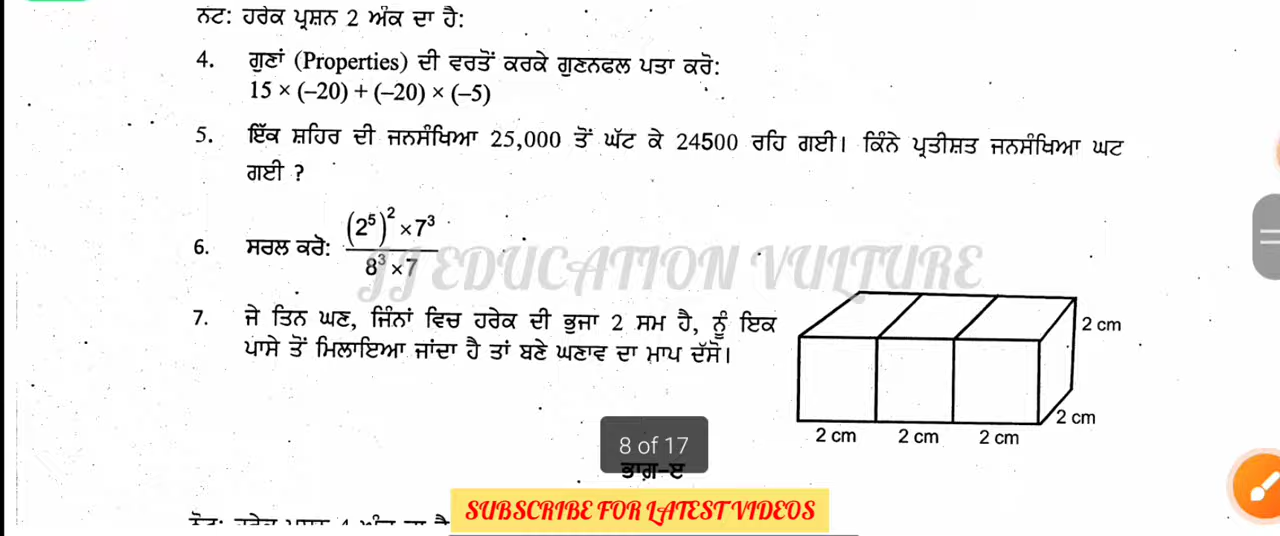 ਨਟ: ਹਰੇਕ ਪ੍ਰਸ਼ਨ 2 ਅੰਕ ਦਾ ਹੈ:
4. ਗੁਣਾਂ (Properties) ਦੀ ਵਰਤੋਂ ਕਰਕੇ ਗੁਣਨਫਲ ਪਤਾ ਕਰੋ:
15 × (–20) + (–20) × (–5)
5. ਇੱਕ ਸ਼ਹਿਰ ਦੀ ਜਨਸੰਖਿਆ 25,000 ਤੋਂ ਘੱਟ ਕੇ 24500 ਰਹਿ ਗਈ। ਕਿੰਨੇ ਪ੍ਰਤੀਸ਼ਤ ਜਨਸੰਖਿਆ ਘਟ
ਗਈ ?
6. ਸਰਲ ਕਰੋ: (2⁵)² × 7³ / 8³ × 7
JJ EDUCATION VULTURE
7. ਜੇ ਤਿਨ ਘਣ, ਜਿੰਨਾਂ ਵਿਚ ਹਰੇਕ ਦੀ ਭੁਜਾ 2 ਸਮ ਹੈ, ਨੂੰ ਇਕ
ਪਾਸੇ ਤੋਂ ਮਿਲਾਇਆ ਜਾਂਦਾ ਹੈ ਤਾਂ ਬਣੇ ਘਣਾਵ ਦਾ ਮਾਪ ਦੱਸੋ।
2 cm
2 cm
2 cm 2 cm 2 cm
8 of 17
ਭਾਗ-ੲ
SUBSCRIBE FOR LATEST VIDEOS